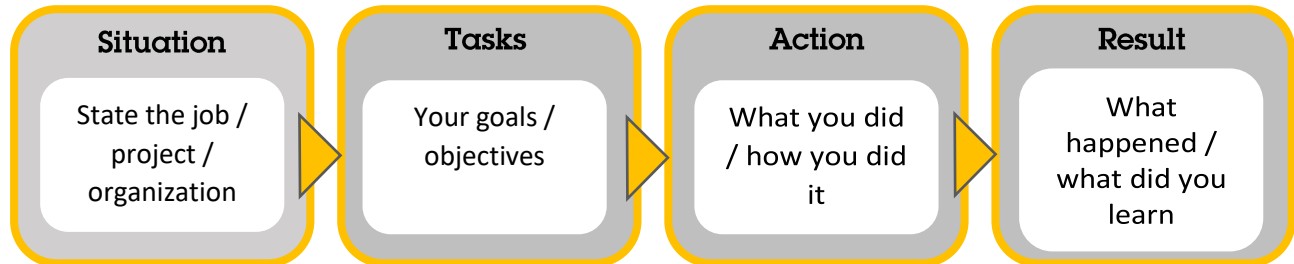 Situation
State the job /
project /
organization
Tasks
Your goals /
objectives
Action
What you did
/ how you did
it
Result
What
happened /
what did you
learn